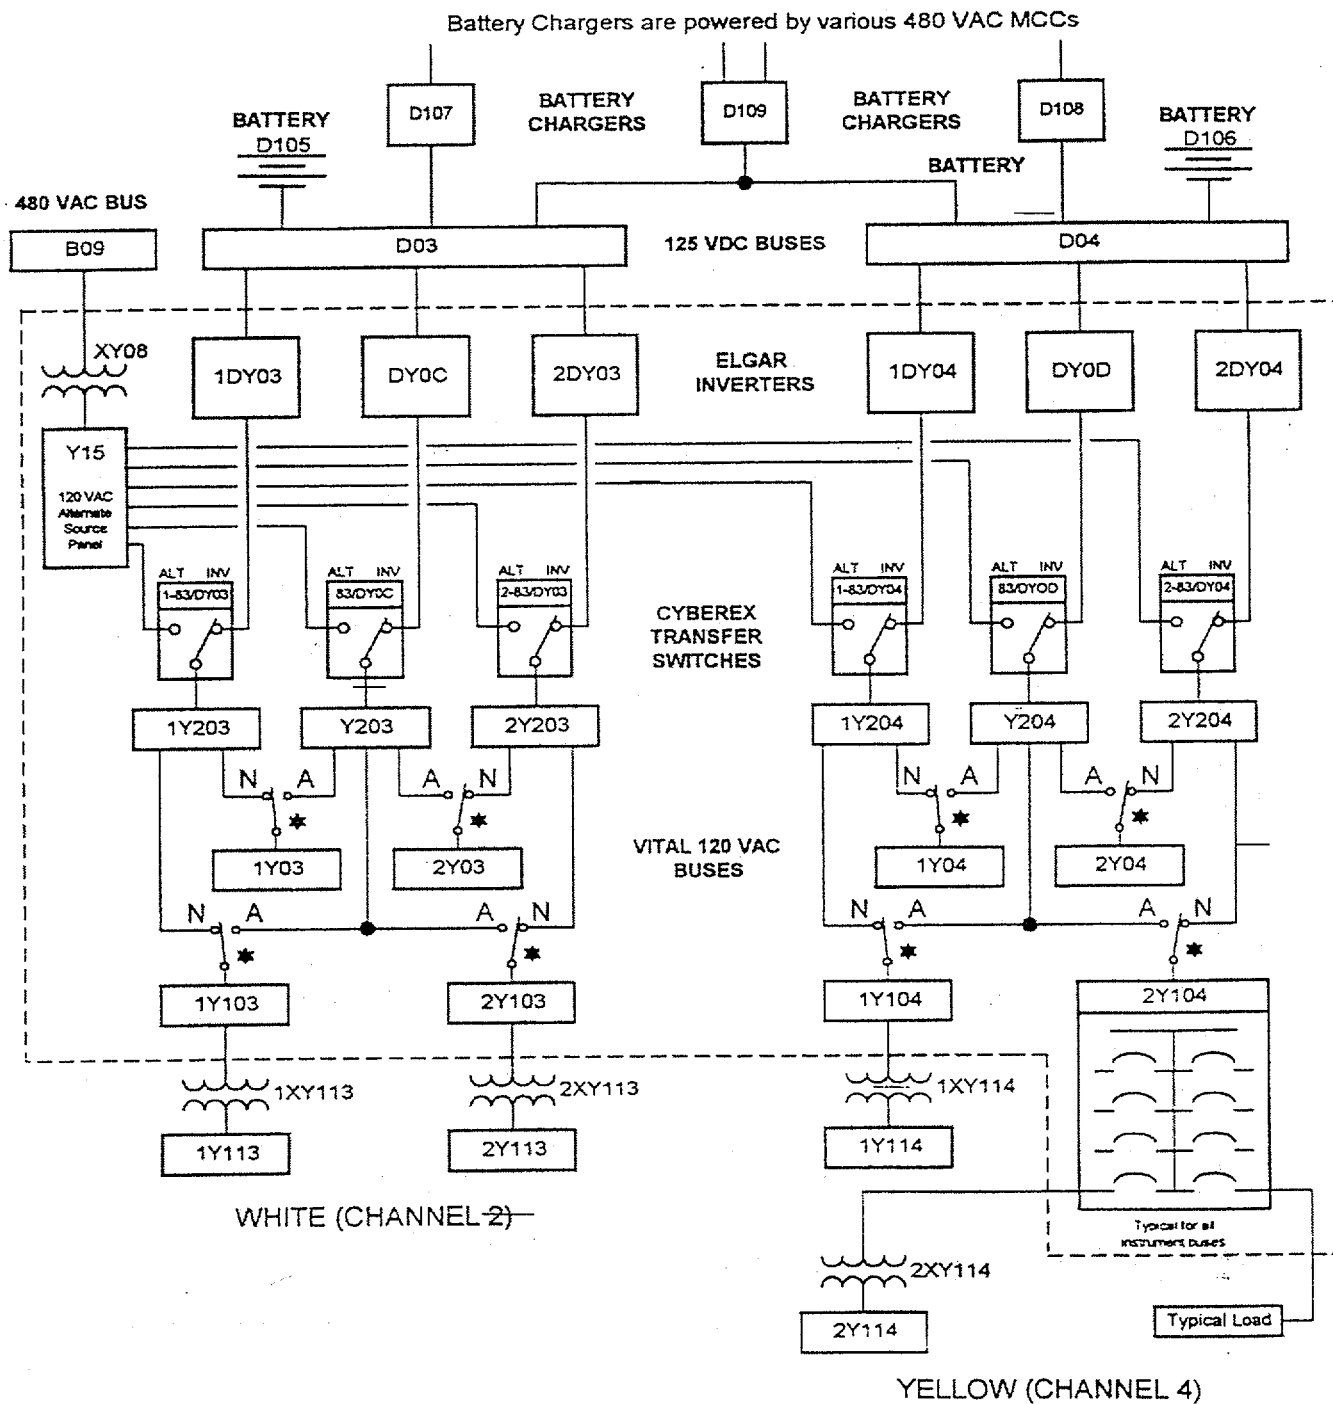 Battery Chargers are powered by various 480 VAC MCCs
BATTERY
D105
D107
BATTERY
CHARGERS
D109
BATTERY
CHARGERS
D108
BATTERY
D106
BATTERY
480 VAC BUS
B09
D03
125 VDC BUSES
D04
XY08
1DY03
DY0C
2DY03
ELGAR
INVERTERS
1DY04
DY0D
2DY04
Y15
120 VAC
Alternate
Source
Panel
ALT INV
1-83/DY03
ALT INV
83/DY0C
ALT INV
2-83/DY03
CYBEREX
TRANSFER
SWITCHES
ALT INV
1-83/DY04
ALT INV
83/DY0D
ALT INV
2-83/DY04
1Y203
Y203
2Y203
1Y204
Y204
2Y204
N A
A N
N A
A N
1Y03
2Y03
VITAL 120 VAC
BUSES
1Y04
2Y04
N A
A N
N A
A N
1Y103
2Y103
1Y104
2Y104
1XY113
2XY113
1XY114
1Y113
2Y113
1Y114
WHITE (CHANNEL 2)
Typical for all
instrument buses
2XY114
2Y114
Typical Load
YELLOW (CHANNEL 4)